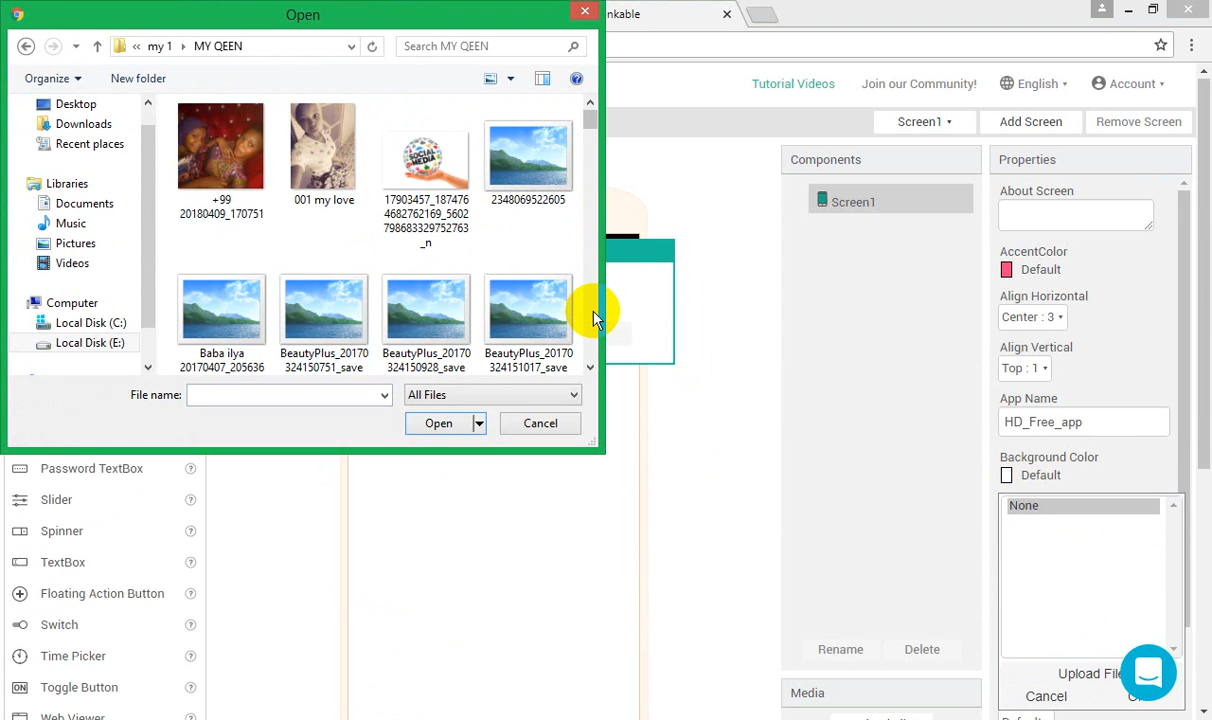 Open
nkable
my 1
MY QEEN
Search MY QEEN
Organize
New folder
Desktop
Downloads
Recent places
Libraries
Documents
Music
Pictures
Videos
Computer
Local Disk (C:)
Local Disk (E:)
+99
20180409_170751
001 my love
SOCIAL
MEDIA
17903457_187476
4682762169_5602
798683329752763
_n
2348069522605
Baba ilya
20170407_205636
BeautyPlus_20170
324150751_save
BeautyPlus_20170
324150928_save
BeautyPlus_20170
324151017_save
File name:
All Files
Open
Cancel
Tutorial Videos
Join our Community!
English
Account
Screen1
Add Screen
Remove Screen
Components
Screen1
Rename
Delete
Media
Properties
About Screen
AccentColor
Default
Align Horizontal
Center : 3
Align Vertical
Top : 1
App Name
HD_Free_app
Background Color
Default
None
Upload File
Cancel
Default
Password TextBox
Slider
Spinner
TextBox
Floating Action Button
Switch
Time Picker
ON
Toggle Button
Web Viewer